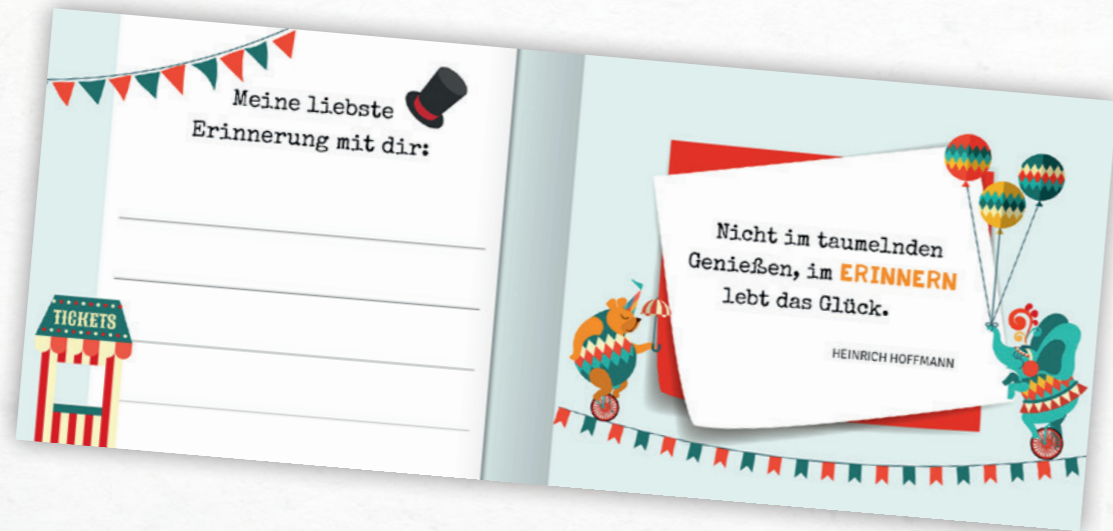 Meine liebste
Erinnerung mit dir:
TICKETS
Nicht im taumelnden
Genießen, im ERINNERN
lebt das Glück.
HEINRICH HOFFMANN